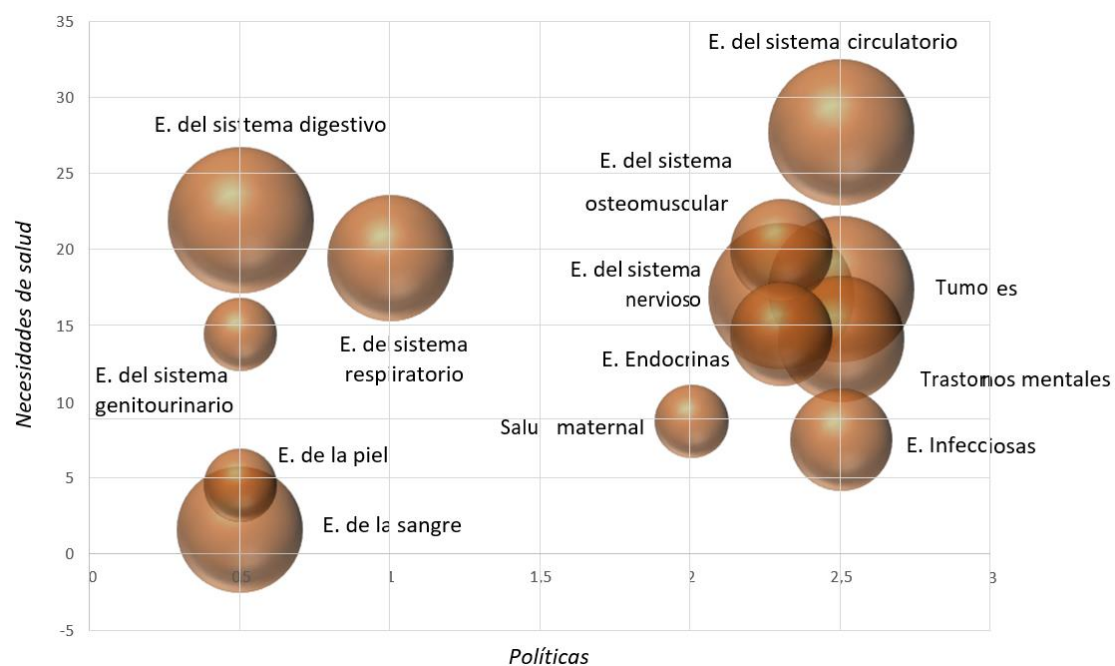 35
E. del sistema circulatorio
30
E. del sistema digestivo
25
E. del sistema
osteomuscular
20
E. del sistema
nervioso
Tumo es
15
E. de sistema
respiratorio
E. Endocrinas
E. del sistema
genitourinario
Trastornos mentales
10
Salu maternal
E. Infecciosas
E. de la piel
5
E. de la sangre
0
0 0,5 1 1,5 2 2,5 3
-5
Necesidades de salud
Políticas